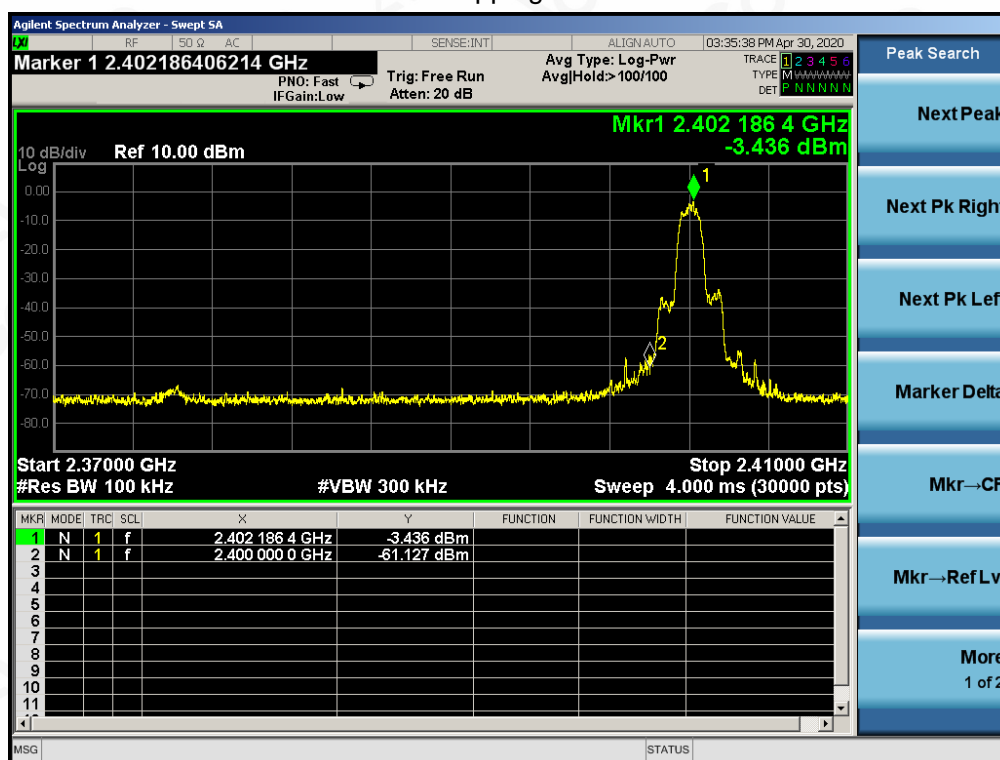 Agilent Spectrum Analyzer - Swept SA
LXI RF 50 Ω AC SENSE:INT ALIGNAUTO 03:35:38 PM Apr 30, 2020
Marker 1 2.402186406214 GHz
PNO: Fast
IFGain:Low
Trig: Free Run
Atten: 20 dB
Avg Type: Log-Pwr
Avg|Hold:>100/100
TRACE 1 2 3 4 5 6
TYPE M
DET P N N N N N
Mkr1 2.402 186 4 GHz
-3.436 dBm
10 dB/div Ref 10.00 dBm
Log
0.00
-10.0
-20.0
-30.0
-40.0
-50.0
-60.0
-70.0
-80.0
1
2
Start 2.37000 GHz Stop 2.41000 GHz
#Res BW 100 kHz #VBW 300 kHz Sweep 4.000 ms (30000 pts)
MKR MODE TRC SCL X Y FUNCTION FUNCTION WIDTH FUNCTION VALUE
1 N 1 f 2.402 186 4 GHz -3.436 dBm
2 N 1 f 2.400 000 0 GHz -61.127 dBm
3
4
5
6
7
8
9
10
11
MSG STATUS
Peak Search
Next Peak
Next Pk Right
Next Pk Lef
Marker Delta
Mkr→CF
Mkr→Ref Lv
More
1 of 2